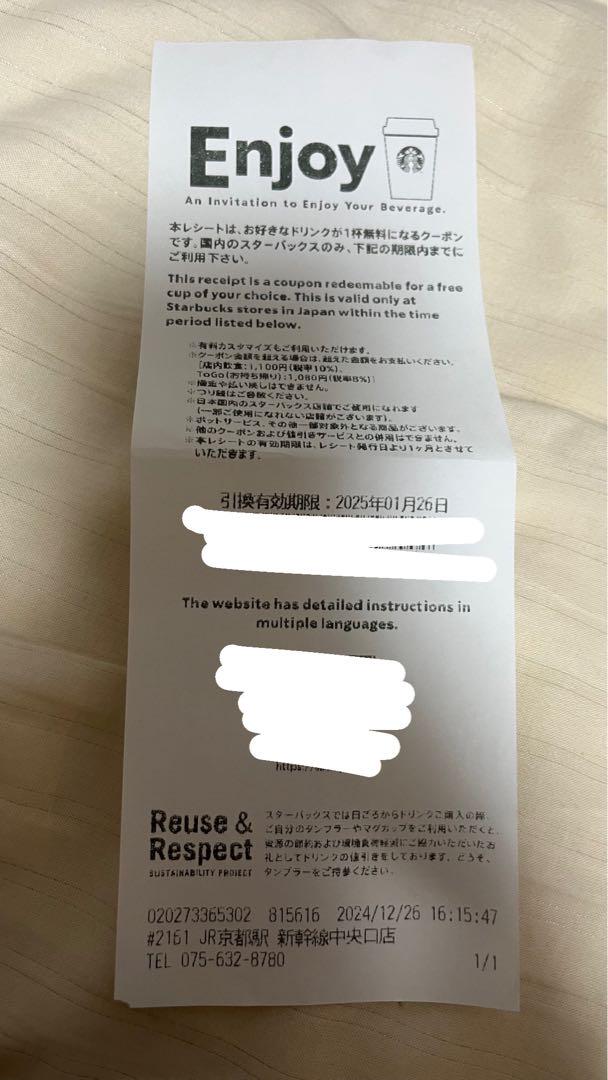 Enjoy
An Invitation to Enjoy Your Beverage.
本レシートは、お好きなドリンクが1杯無料になるクーポン
です。国内のスターバックスのみ、下記の期限内までに
ご利用下さい。
This receipt is a coupon redeemable for a free
cup of your choice. This is valid only at
Starbucks stores in Japan within the time
period listed below.
※有料カスタマイズもご利用いただけます。
※クーポン金額を超える場合は、超えた金額をお支払いください。
[店内飲食:1,100円(税率10%)、
ToGo(お持ち帰り):1,080円(税率8%)]
※換金や払い戻しはできません。
※つり銭はご容赦ください。
※日本国内のスターバックス店舗でご使用になれます
(一部ご使用になれない店舗がございます)。
※ポットサービス、その他一部対象外となる商品がございます。
※他のクーポンおよび値引きサービスとの併用はできません。
※本レシートの有効期限は、レシート発行日より1ヶ月とさせて
いただきます。
引換有効期限:2025年01月26日
The website has detailed instructions in
multiple languages.
https://
Reuse &
Respect
SUSTAINABILITY PROJECT
スターバックスでは日ごろからドリンクご購入の際、
ご自分のタンブラーやマグカップをご利用いただくと、
資源の節約および環境負荷軽減にご協力いただいたお
礼としてドリンクの値引きをしております。どうぞ、
タンブラーをご持参ください。
020273365302 815616 2024/12/26 16:15:47
#2161 JR京都駅 新幹線中央口店
TEL 075-632-8780 1/1